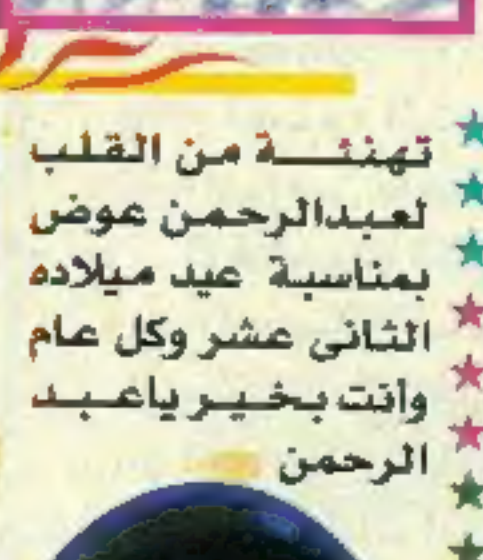 تهنئة من القلب
لعبدالرحمن عوض
بمناسبة عيد ميلاده
الثانى عشر وكل عام
وانت بخير ياعبد
الرحمن